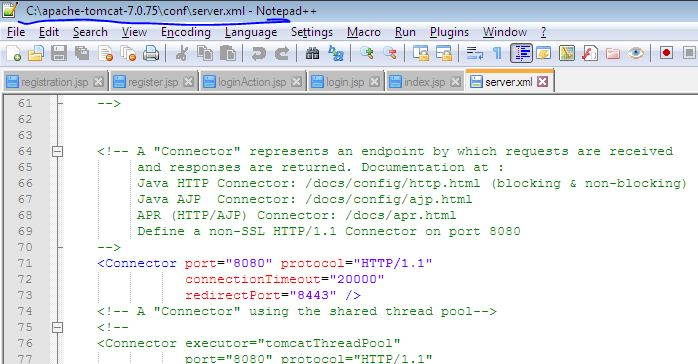 C:\apache-tomcat-7.0.75\conf\server.xml - Notepad++
File Edit Search View Encoding Language Settings Macro Run Plugins Window ?
registration.jsp register.jsp loginAction.jsp login.jsp index.jsp server.xml
61 -->
62
63
64 <!-- A "Connector" represents an endpoint by which requests are received
65 and responses are returned. Documentation at :
66 Java HTTP Connector: /docs/config/http.html (blocking & non-blocking)
67 Java AJP  Connector: /docs/config/ajp.html
68 APR (HTTP/AJP) Connector: /docs/apr.html
69 Define a non-SSL HTTP/1.1 Connector on port 8080
70 -->
71 <Connector port="8080" protocol="HTTP/1.1"
72 connectionTimeout="20000"
73 redirectPort="8443" />
74 <!-- A "Connector" using the shared thread pool-->
75 <!--
76 <Connector executor="tomcatThreadPool"
77 port="8080" protocol="HTTP/1.1"